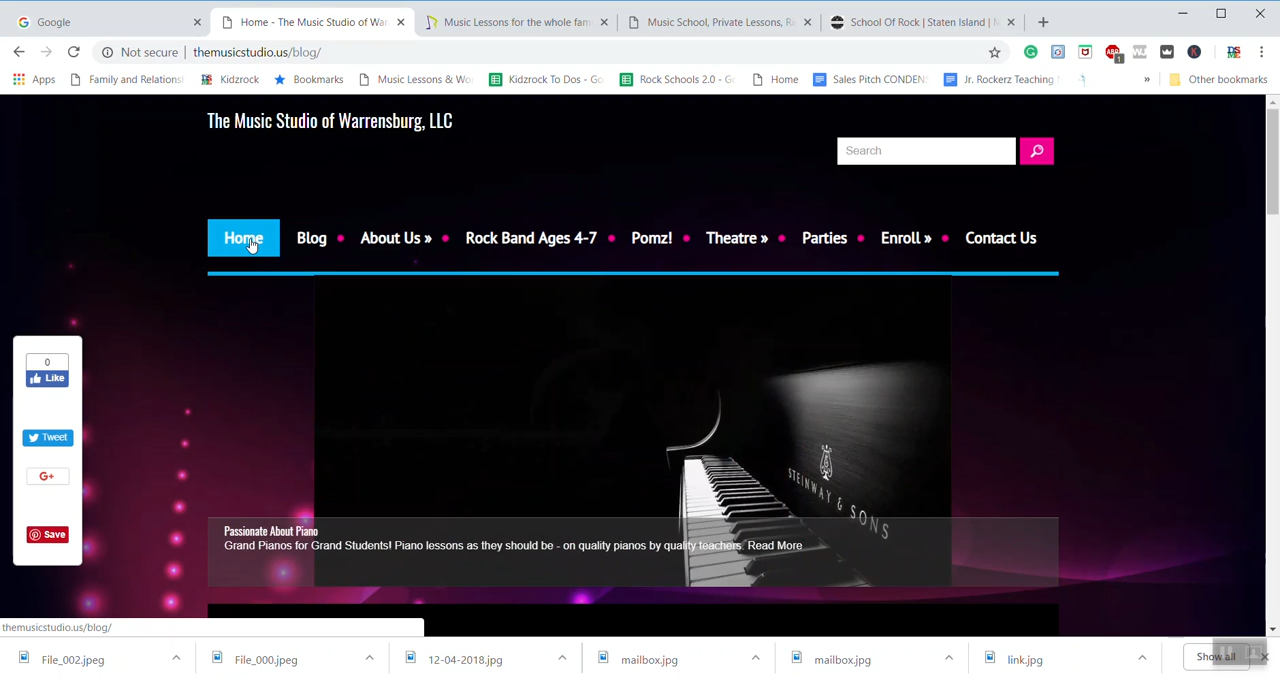 Google
Home - The Music Studio of War
Music Lessons for the whole fam
Music School, Private Lessons, R
School Of Rock | Staten Island | N
Not secure | themusicstudio.us/blog/
Apps
Family and Relations
Kidzrock
Bookmarks
Music Lessons & Wo
Kidzrock To Dos - Go
Rock Schools 2.0 - G
Home
Sales Pitch CONDEN
Jr. Rockerz Teaching
»
Other bookmarks
The Music Studio of Warrensburg, LLC
Search
Home
Blog
About Us »
Rock Band Ages 4-7
Pomz!
Theatre »
Parties
Enroll »
Contact Us
0
Like
Tweet
G+
Save
STEINWAY & SONS
Passionate About Piano
Grand Pianos for Grand Students! Piano lessons as they should be - on quality pianos by quality teachers. Read More
themusicstudio.us/blog/
File_002.jpeg
File_000.jpeg
12-04-2018.jpg
mailbox.jpg
mailbox.jpg
link.jpg
Show all